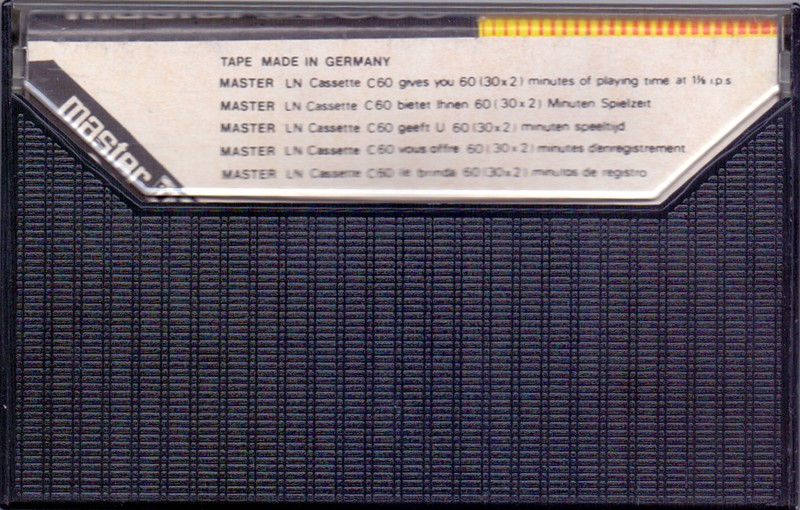 TAPE MADE IN GERMANY
MASTER LN Cassette C60 gives you 60 (30x2) minutes of playing time at 1⅞ i.p.s
MASTER LN Cassette C60 bietet Ihnen 60 (30x2) Minuten Spielzeit
MASTER LN Cassette C60 geeft U 60 (30x2) minuten speeltijd
MASTER LN Cassette C60 vous offre 60 (30x2) minutes d'enregistrement
MASTER LN Cassette C60 le brinda 60 (30x2) minutos de registro
master